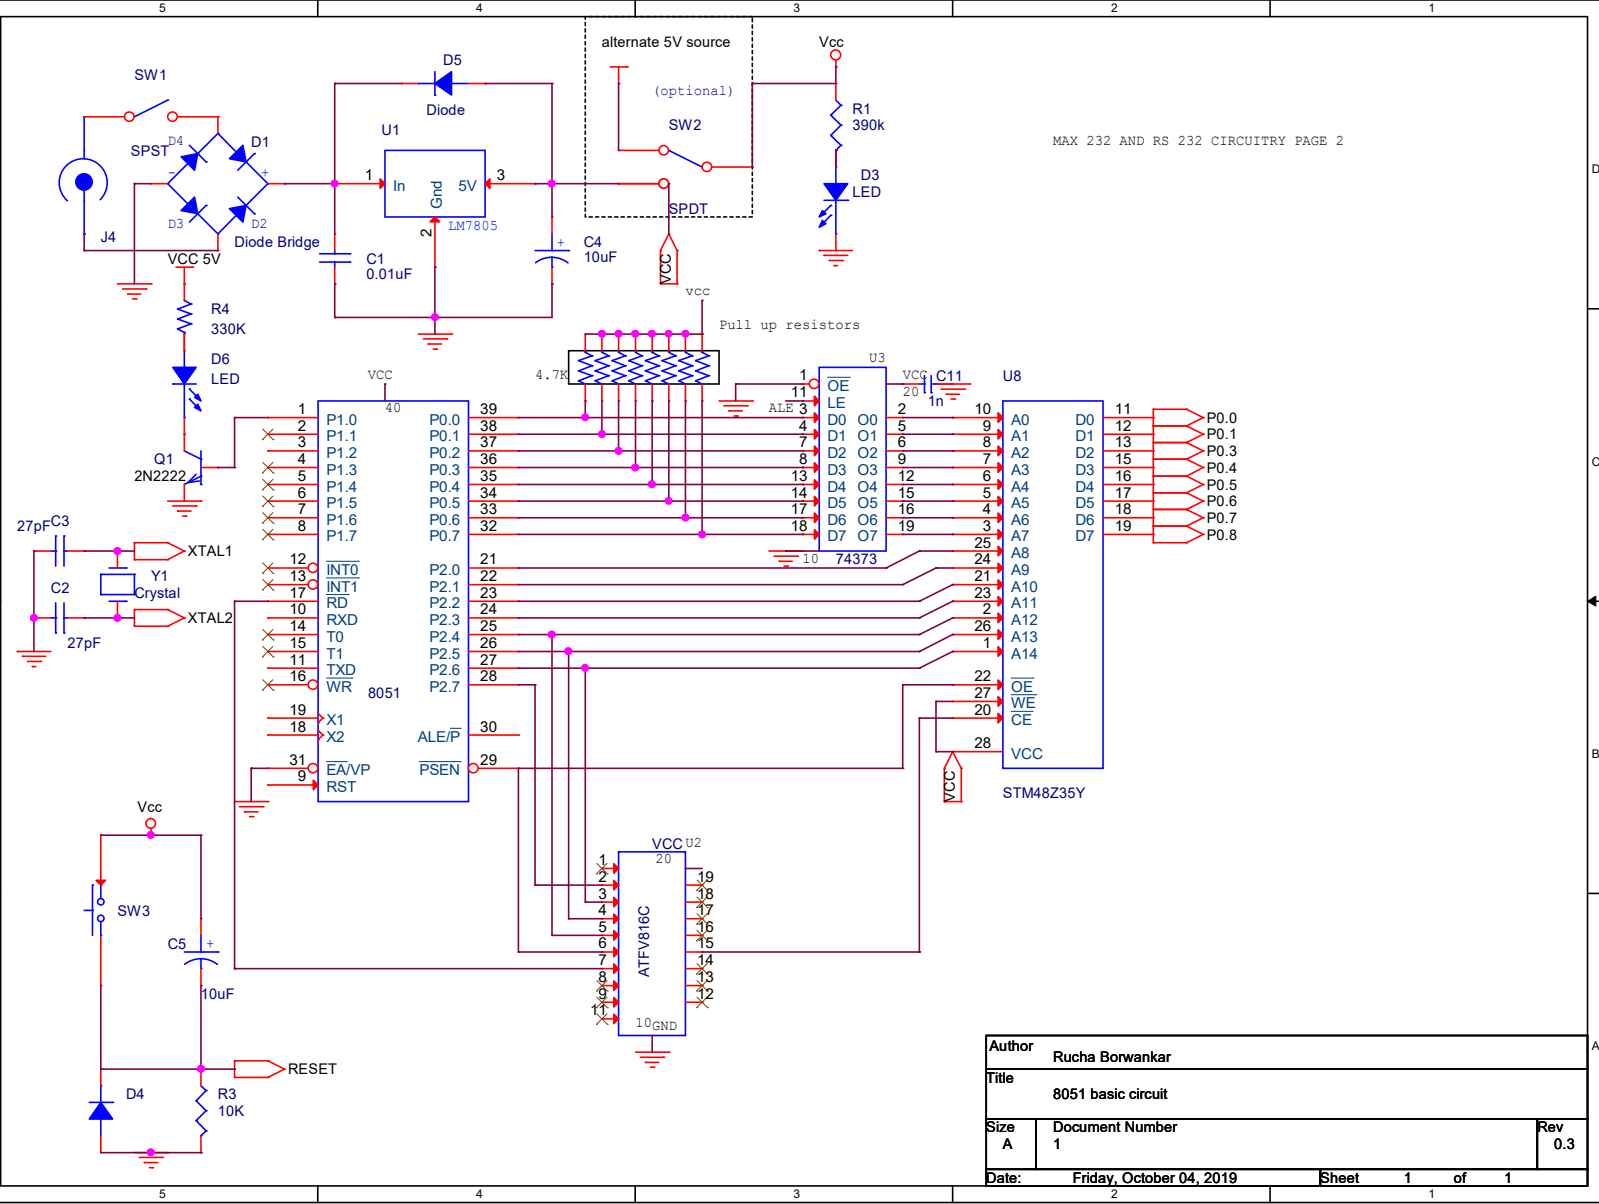 5 4 3 2 1
alternate 5V source
Vcc
SW1
D5
(optional)
Diode
SW2
R1
390k
U1
D4
D1
SPST
MAX 232 AND RS 232 CIRCUITRY PAGE 2
D
- +
1 In
5V 3
Gnd
2
LM7805
D3
LED
D3
D2
SPDT
J4
Diode Bridge
C1
0.01uF
+
C4
10uF
VCC
VCC 5V
vcc
R4
330K
Pull up resistors
D6
LED
4.7K
VCC
40
U3
VCC
20
C11
1n
U8
Q1
2N2222
1 P1.0
2 P1.1
3 P1.2
4 P1.3
5 P1.4
6 P1.5
7 P1.6
8 P1.7
12 INT0
13 INT1
17 RD
10 RXD
14 T0
15 T1
11 TXD
16 WR
19 X1
18 X2
31 EA/VP
9 RST
8051
P0.0 39
P0.1 38
P0.2 37
P0.3 36
P0.4 35
P0.5 34
P0.6 33
P0.7 32
P2.0 21
P2.1 22
P2.2 23
P2.3 24
P2.4 25
P2.5 26
P2.6 27
P2.7 28
ALE/P 30
PSEN 29
1 OE
11 LE
ALE
3 D0 O0 2
4 D1 O1 5
7 D2 O2 6
8 D3 O3 9
13 D4 O4 12
14 D5 O5 15
17 D6 O6 16
18 D7 O7 19
10
74373
10 A0
9 A1
8 A2
7 A3
6 A4
5 A5
4 A6
3 A7
25 A8
24 A9
21 A10
23 A11
2 A12
26 A13
1 A14
22 OE
27 WE
20 CE
28 VCC
VCC
STM48Z35Y
D0 11 P0.0
D1 12 P0.1
D2 13 P0.3
D3 15 P0.4
D4 16 P0.5
D5 17 P0.6
D6 18 P0.7
D7 19 P0.8
C
27pF C3
XTAL1
Y1
Crystal
C2
XTAL2
27pF
B
Vcc
SW3
C5
+
10uF
RESET
D4
R3
10K
VCC U2
20
1
2
3
4
5
6
7
8
9
11
ATFV816C
19
18
17
16
15
14
13
12
10 GND
A
Author
Rucha Borwankar
Title
8051 basic circuit
Size
A
Document Number
1
Rev
0.3
Date: Friday, October 04, 2019 Sheet 1 of 1
5 4 3 2 1